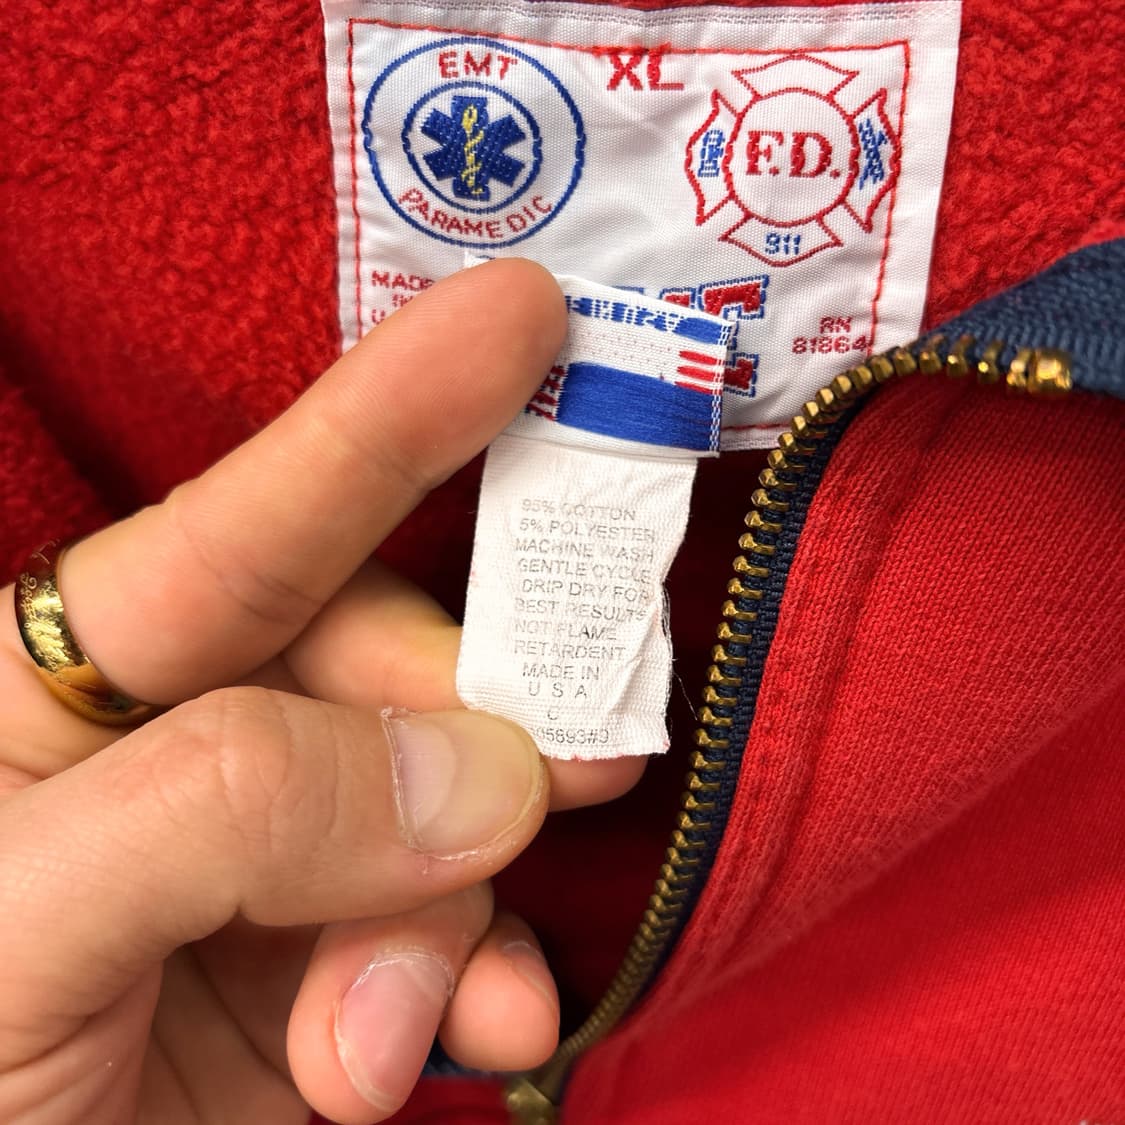 EMT
PARAMEDIC
XL
F.D.
911
MADE
RN
81864
95% COTTON
5% POLYESTER
MACHINE WASH
GENTLE CYCLE
DRIP DRY FOR
BEST RESULTS
NOT FLAME
RETARDENT
MADE IN
U S A
C